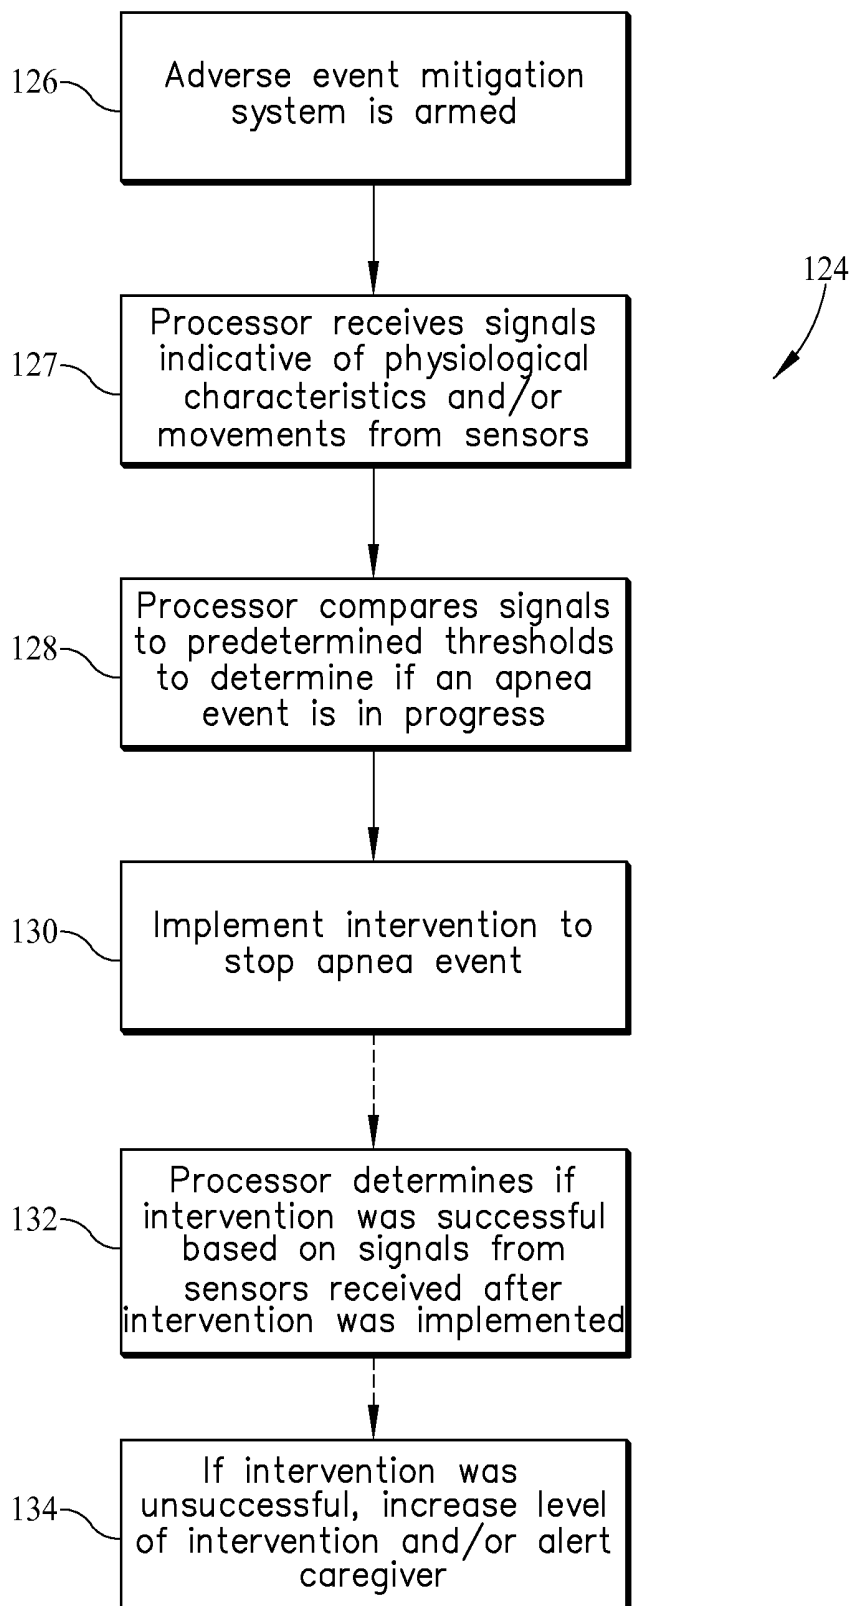 126
Adverse event mitigation
system is armed
124
127
Processor receives signals
indicative of physiological
characteristics and/or
movements from sensors
128
Processor compares signals
to predetermined thresholds
to determine if an apnea
event is in progress
130
Implement intervention to
stop apnea event
132
Processor determines if
intervention was successful
based on signals from
sensors received after
intervention was implemented
134
If intervention was
unsuccessful, increase level
of intervention and/or alert
caregiver